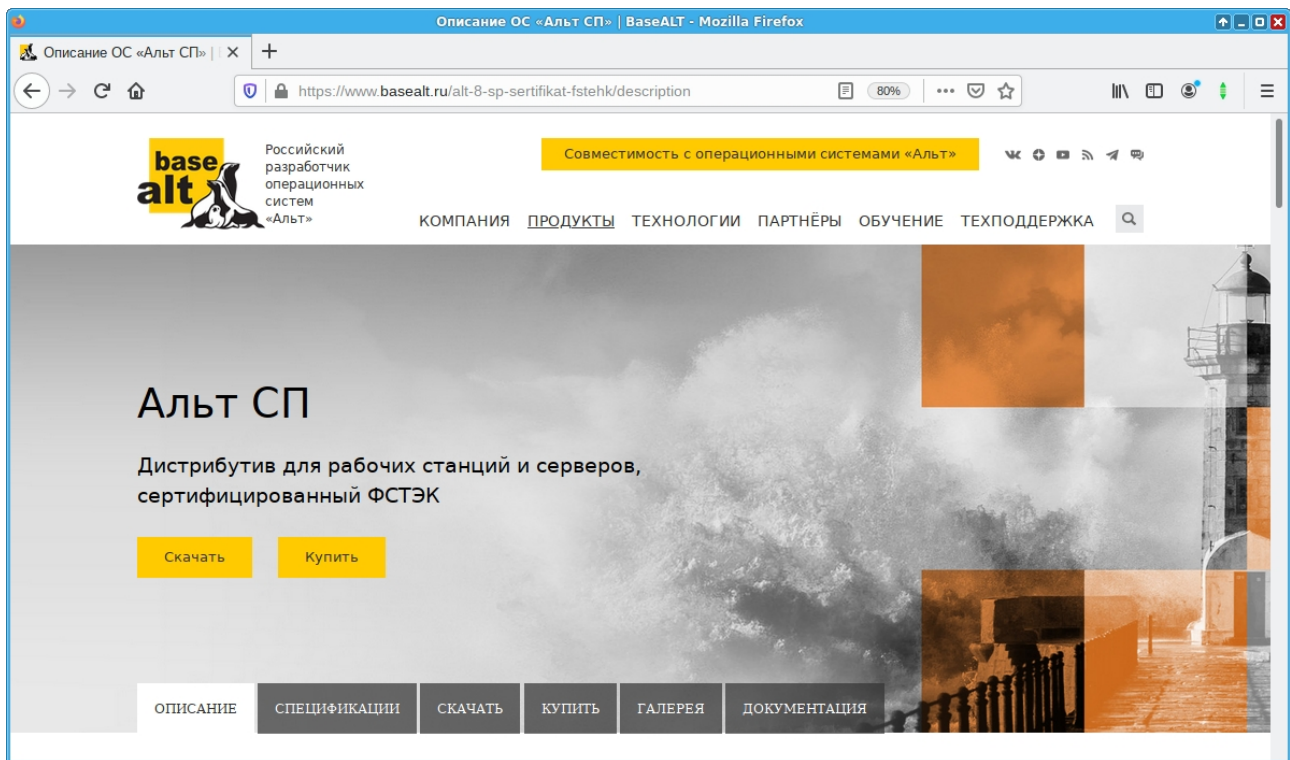 Описание ОС «Альт СП» | BaseALT - Mozilla Firefox
Описание ОС «Альт СП» |
https://www.basealt.ru/alt-8-sp-sertifikat-fstehk/description
80%
base
alt
Российский
разработчик
операционных
систем
«Альт»
Совместимость с операционными системами «Альт»
КОМПАНИЯ ПРОДУКТЫ ТЕХНОЛОГИИ ПАРТНЁРЫ ОБУЧЕНИЕ ТЕХПОДДЕРЖКА
Альт СП
Дистрибутив для рабочих станций и серверов,
сертифицированный ФСТЭК
Скачать Купить
ОПИСАНИЕ СПЕЦИФИКАЦИИ СКАЧАТЬ КУПИТЬ ГАЛЕРЕЯ ДОКУМЕНТАЦИЯ